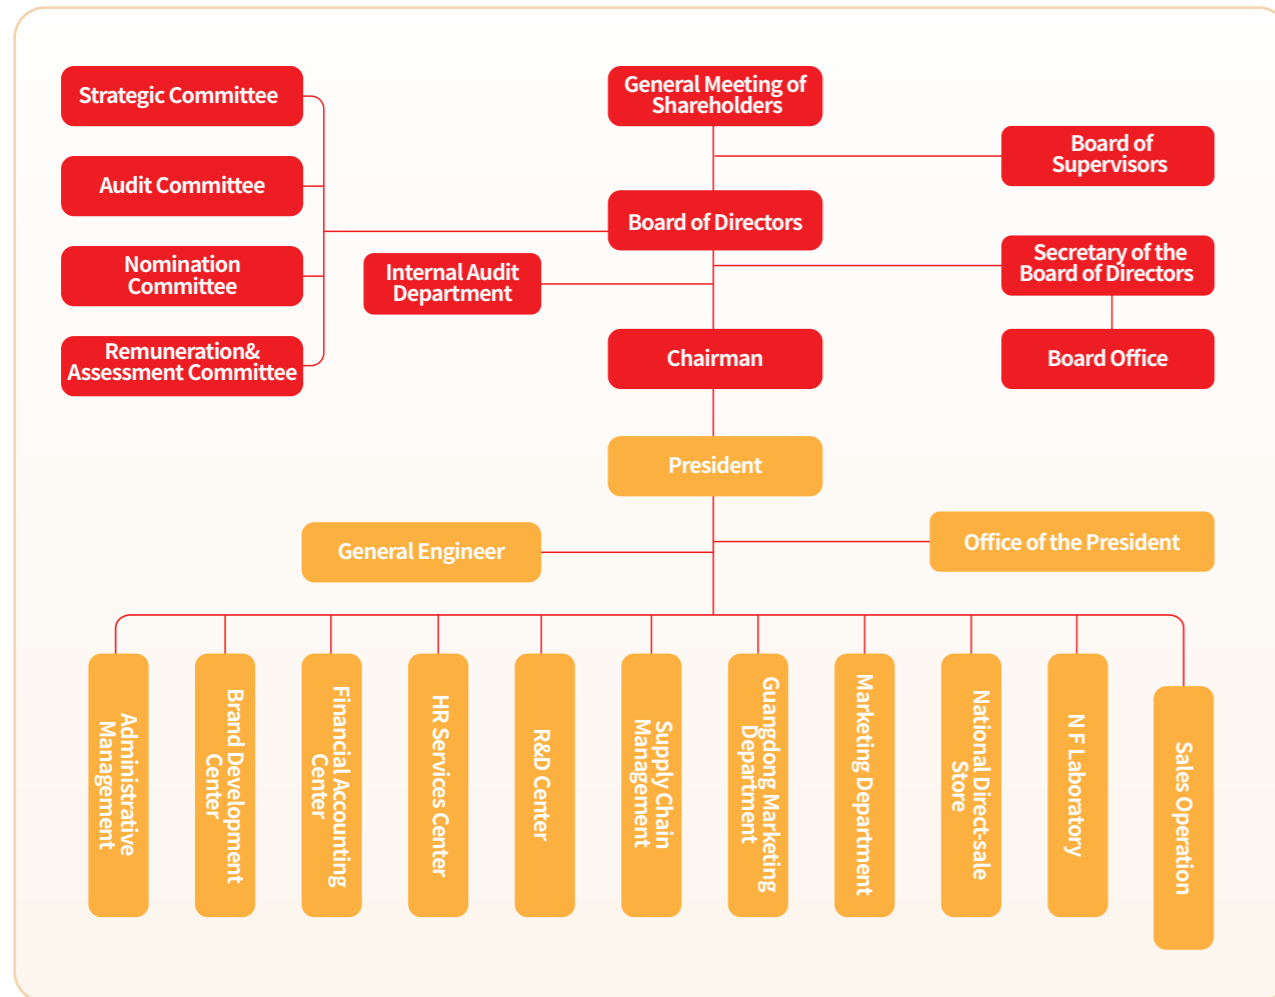 Strategic Committee
Audit Committee
Nomination
Committee
Remuneration&
Assessment Committee
General Meeting of
Shareholders
Board of
Supervisors
Board of Directors
Internal Audit
Department
Secretary of the
Board of Directors
Chairman
Board Office
President
General Engineer
Office of the President
Administrative
Management
Brand Development
Center
Financial Accounting
Center
HR Services Center
R&D Center
Supply Chain
Management
Guangdong Marketing
Department
Marketing Department
National Direct-sale
Store
NF Laboratory
Sales Operation